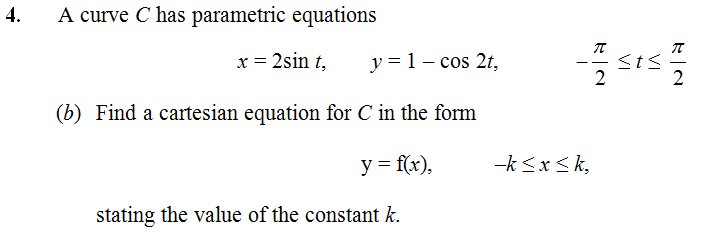 4. A curve C has parametric equations
x = 2sin t, y = 1 – cos 2t, −π/2 ≤ t ≤ π/2
(b) Find a cartesian equation for C in the form
y = f(x), –k ≤ x ≤ k,
stating the value of the constant k.